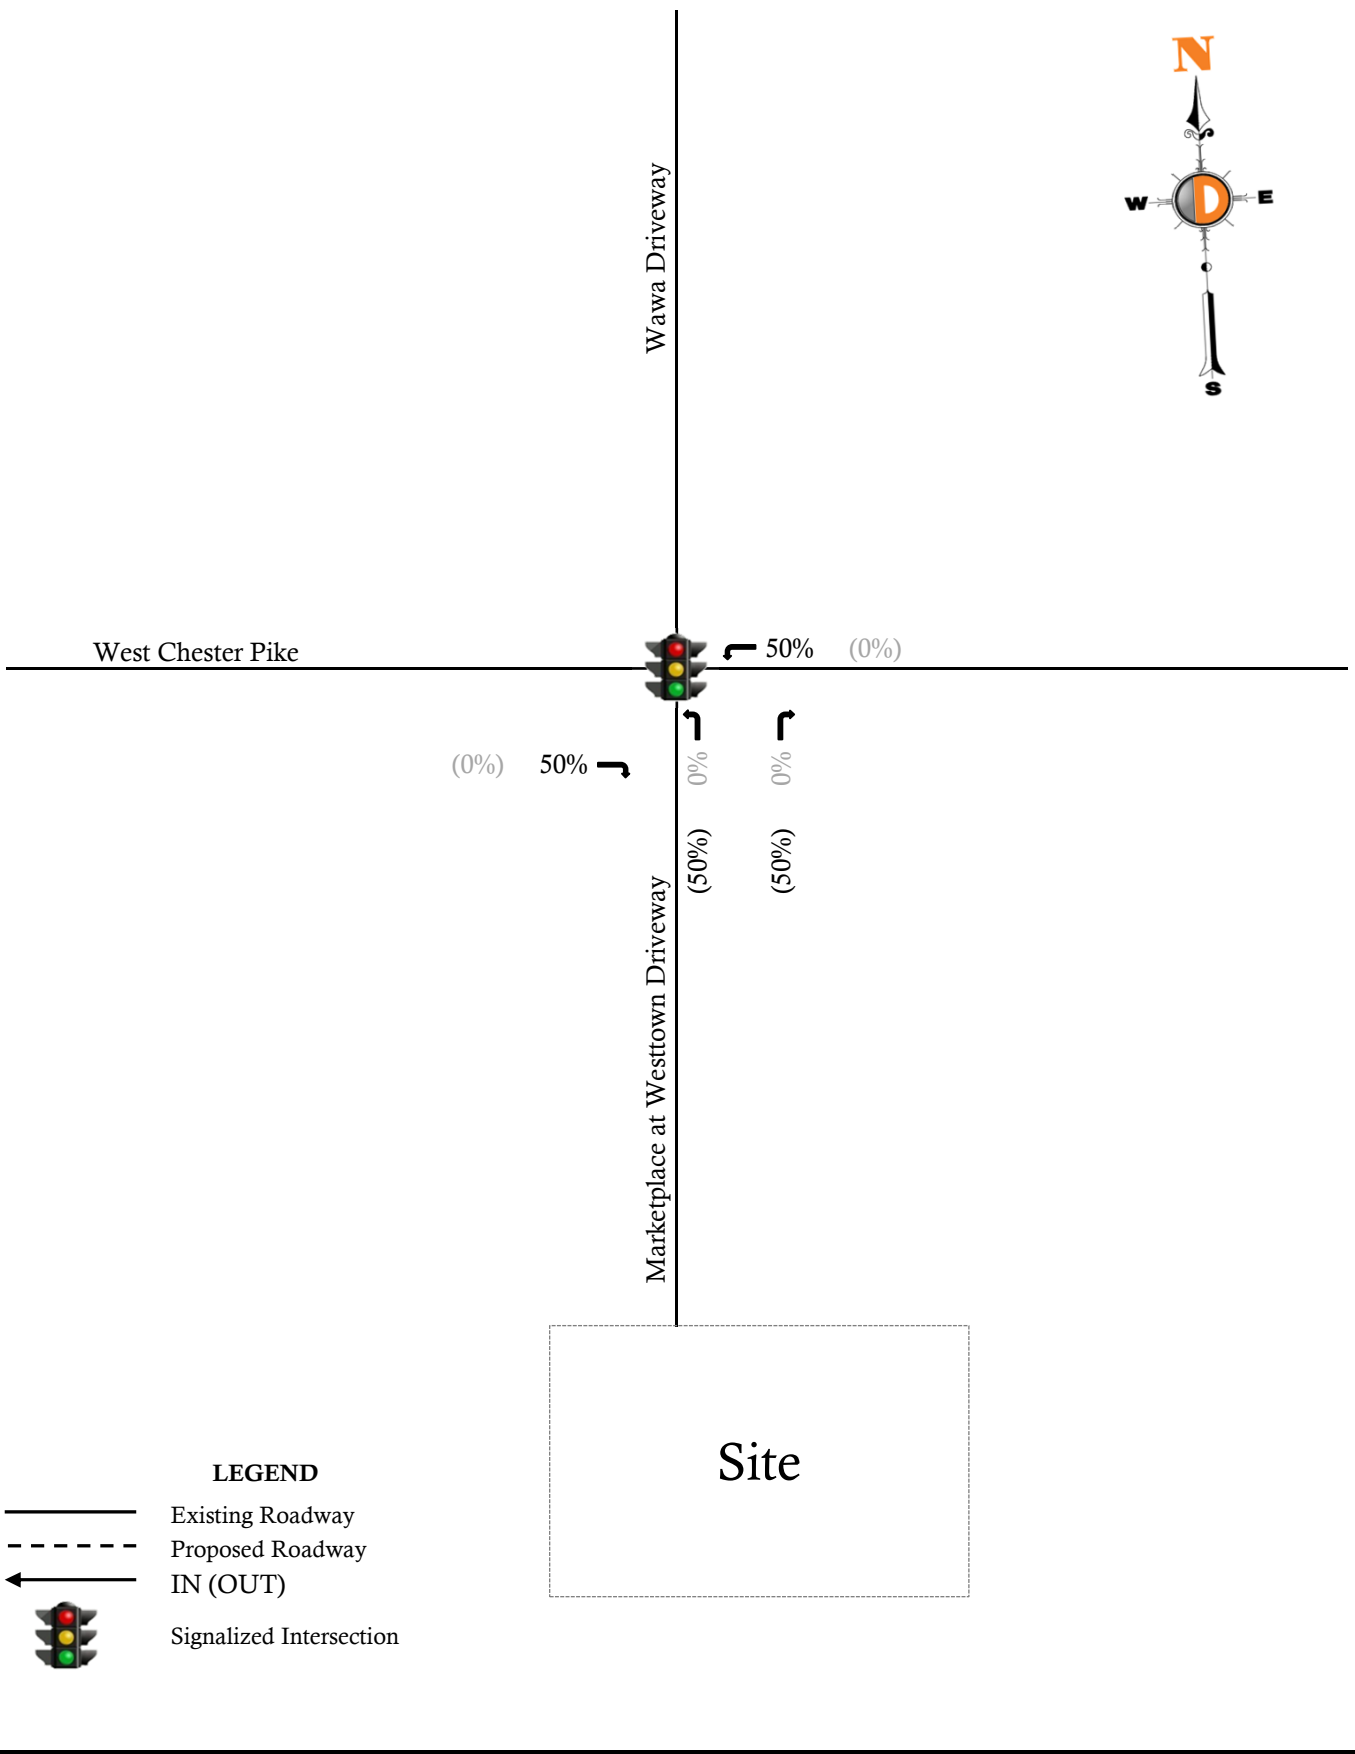 N
W
D
E
S
Wawa Driveway
West Chester Pike
50% (0%)
(0%) 50%
0%
(50%)
0%
(50%)
Marketplace at Westtown Driveway
Site
LEGEND
Existing Roadway
Proposed Roadway
IN (OUT)
Signalized Intersection